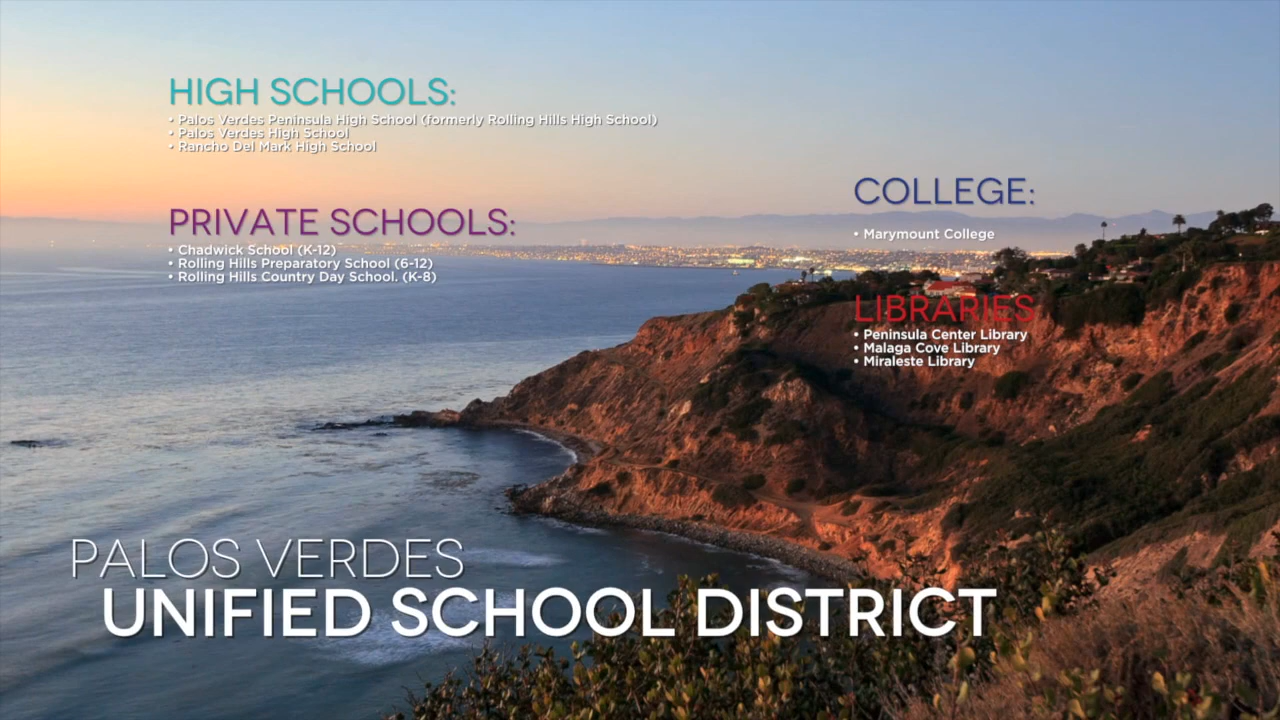 HIGH SCHOOLS:
• Palos Verdes Peninsula High School (formerly Rolling Hills High School)
• Palos Verdes High School
• Rancho Del Mark High School
PRIVATE SCHOOLS:
• Chadwick School (K-12)
• Rolling Hills Preparatory School (6-12)
• Rolling Hills Country Day School. (K-8)
COLLEGE:
• Marymount College
LIBRARIES
• Peninsula Center Library
• Malaga Cove Library
• Miraleste Library
PALOS VERDES
UNIFIED SCHOOL DISTRICT